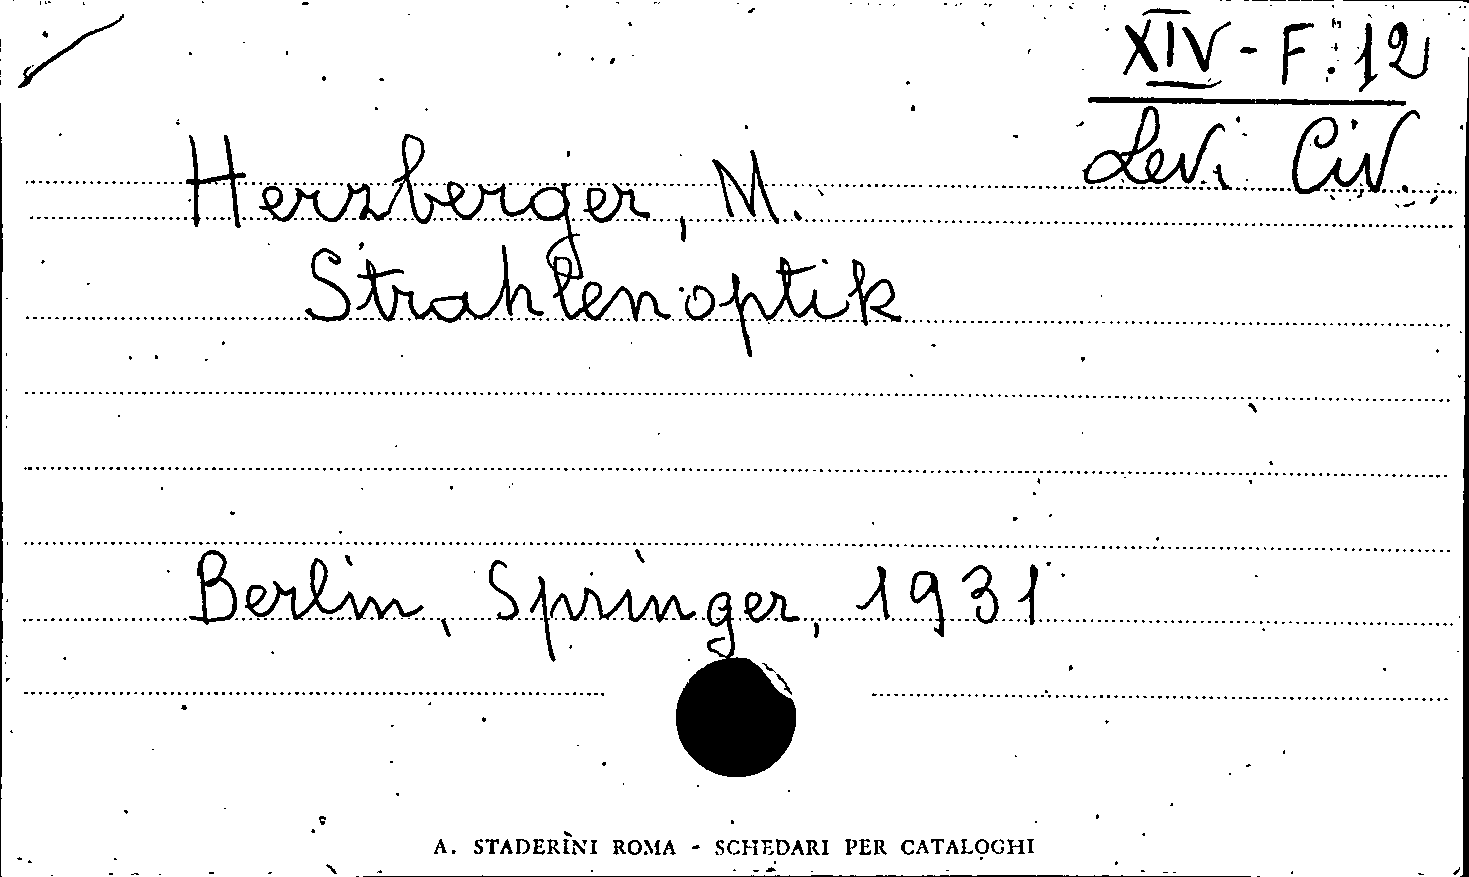 XIV - F. 12
Levi Civ.
Herzberger, M.
Strahlenoptik
Berlin, Springer, 1931
A. STADERINI ROMA - SCHEDARI PER CATALOGHI